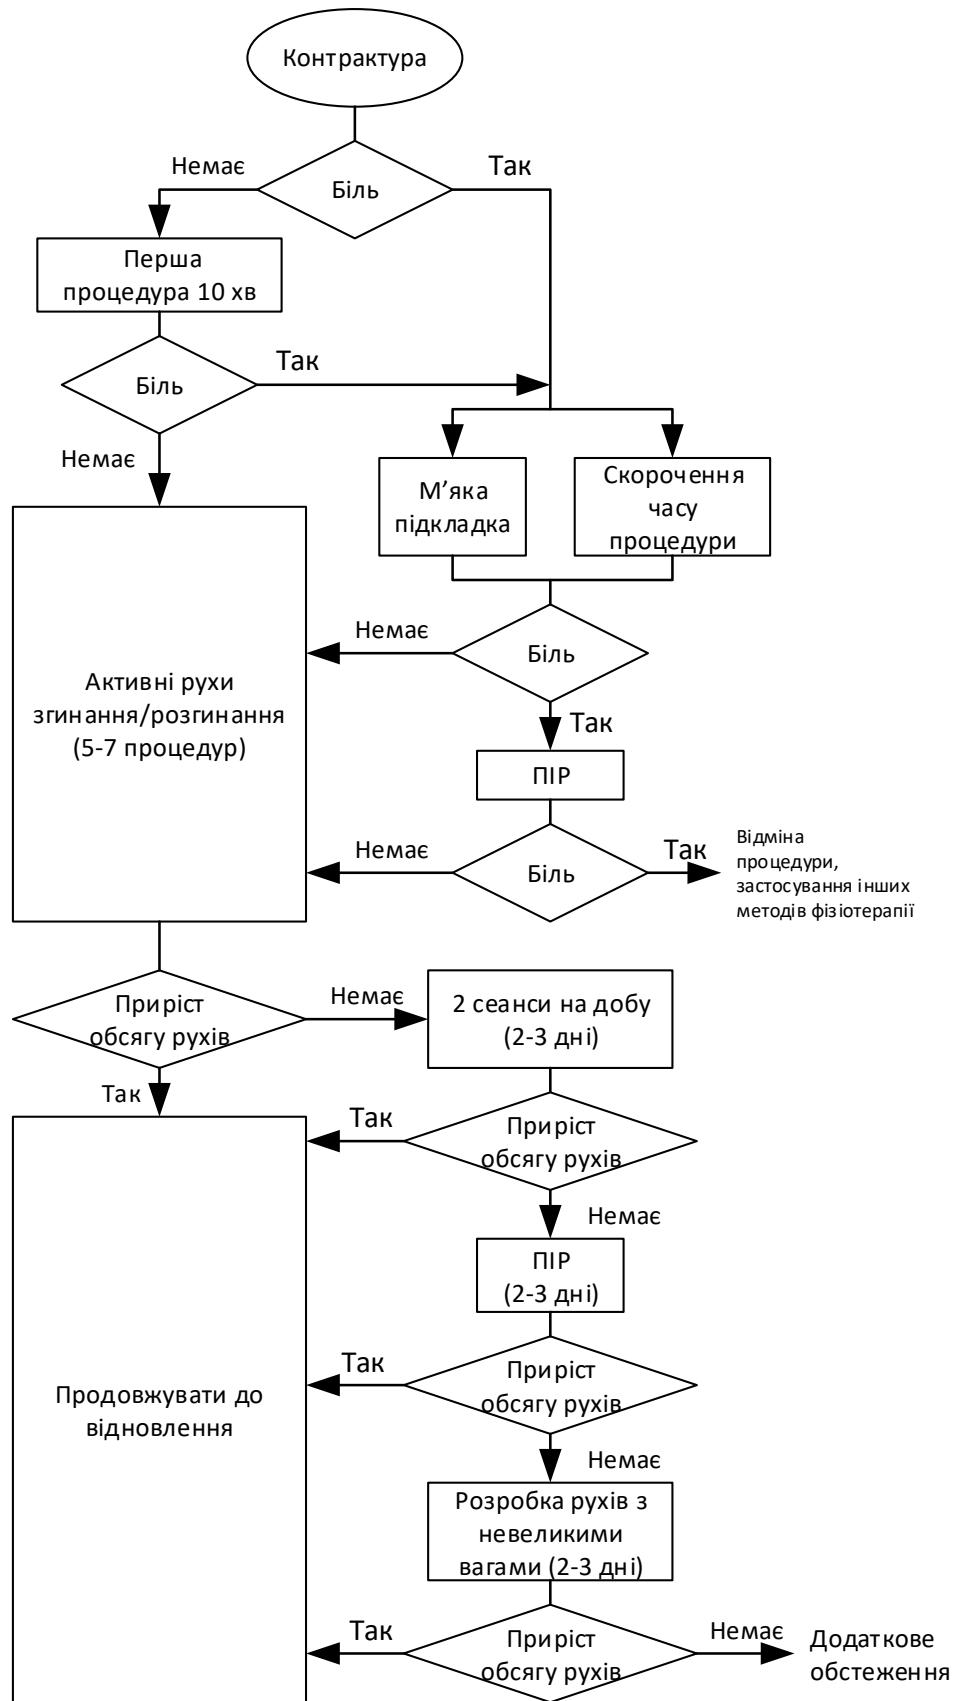 Контрактура
Немає
Так
Біль
Перша
процедура 10 хв
Так
Біль
Немає
М’яка
підкладка
Скорочення
часу
процедури
Немає
Біль
Активні рухи
згинання/розгинання
(5-7 процедур)
Так
ПІР
Немає
Так
Біль
Відміна
процедури,
застосування інших
методів фізіотерапії
Приріст
обсягу рухів
Немає
2 сеанси на добу
(2-3 дні)
Так
Так
Приріст
обсягу рухів
Немає
ПІР
(2-3 дні)
Так
Приріст
обсягу рухів
Продовжувати до
відновлення
Немає
Розробка рухів з
невеликими
вагами (2-3 дні)
Так
Приріст
обсягу рухів
Немає
Додаткове
обстеження